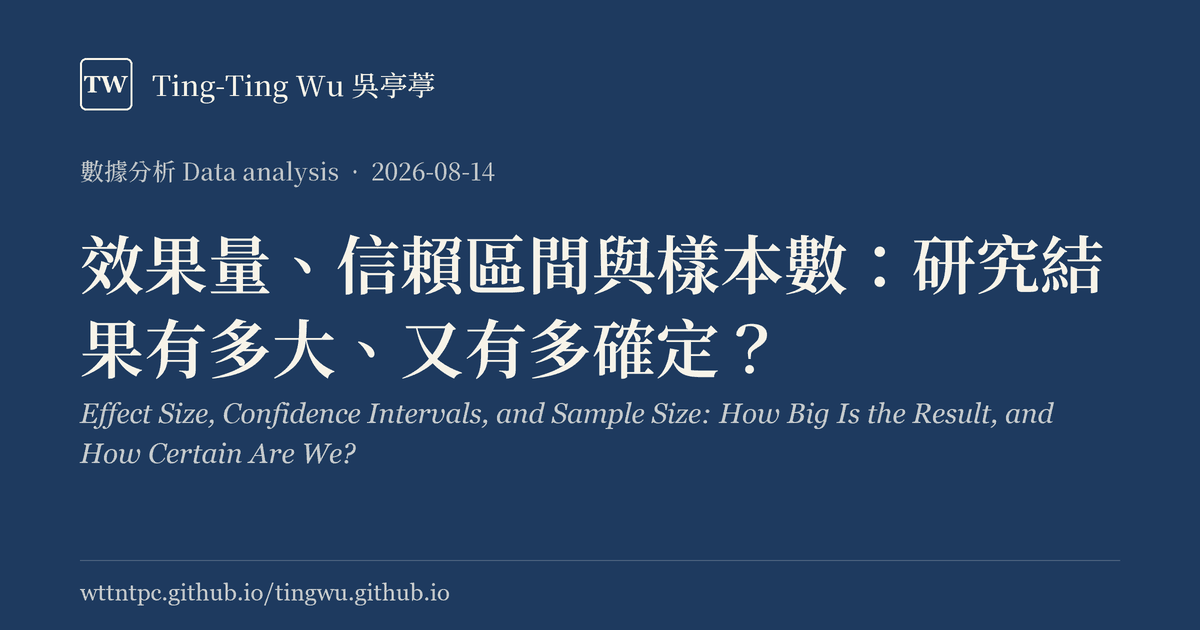 TW
Ting-Ting Wu 吳亭葶
數據分析 Data analysis · 2026-08-14
效果量、信賴區間與樣本數：研究結
果有多大、又有多確定？
Effect Size, Confidence Intervals, and Sample Size: How Big Is the Result, and
How Certain Are We?
wttntpc.github.io/tingwu.github.io